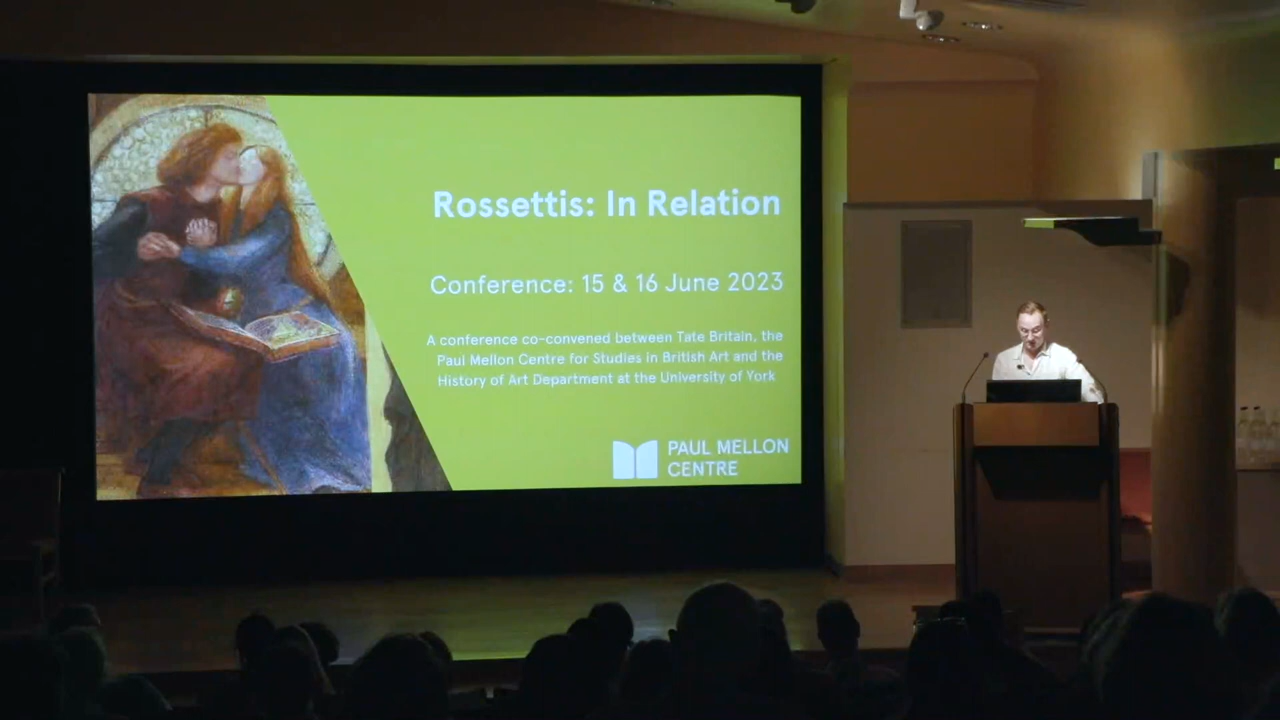 Rossettis: In Relation
Conference: 15 & 16 June 2023
A conference co-convened between Tate Britain, the
Paul Mellon Centre for Studies in British Art and the
History of Art Department at the University of York
PAUL MELLON
CENTRE